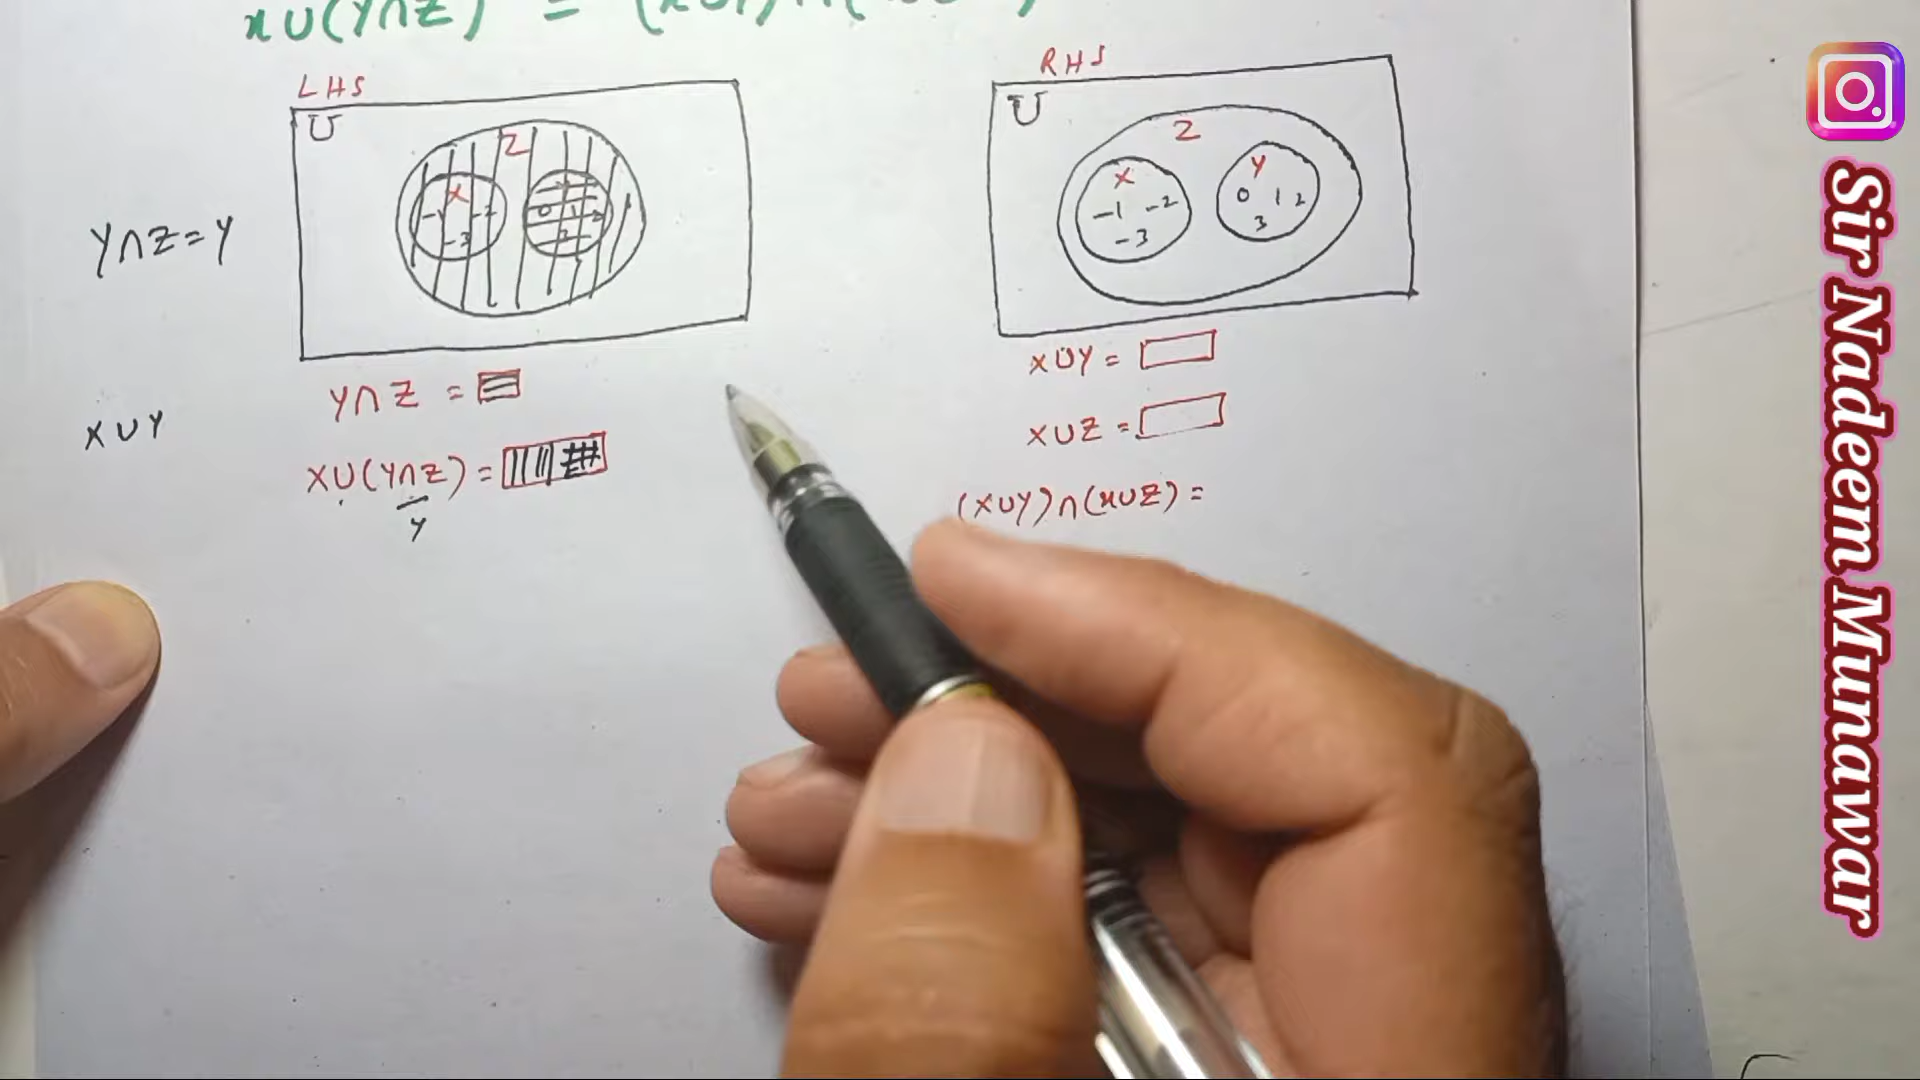 x∪(Y∩Z) = (x∪Y)∩(x∪
LHS
U
Z
X
-1 -2
-3
0 1 2
3
Y∩Z=Y
Y∩Z =
X∪Y
X∪(Y∩Z) =
Y
RHS
U
Z
X
-1 -2
-3
Y
0 1 2
3
X∪Y =
X∪Z =
(X∪Y)∩(x∪Z) =
Sir Nadeem Munawar